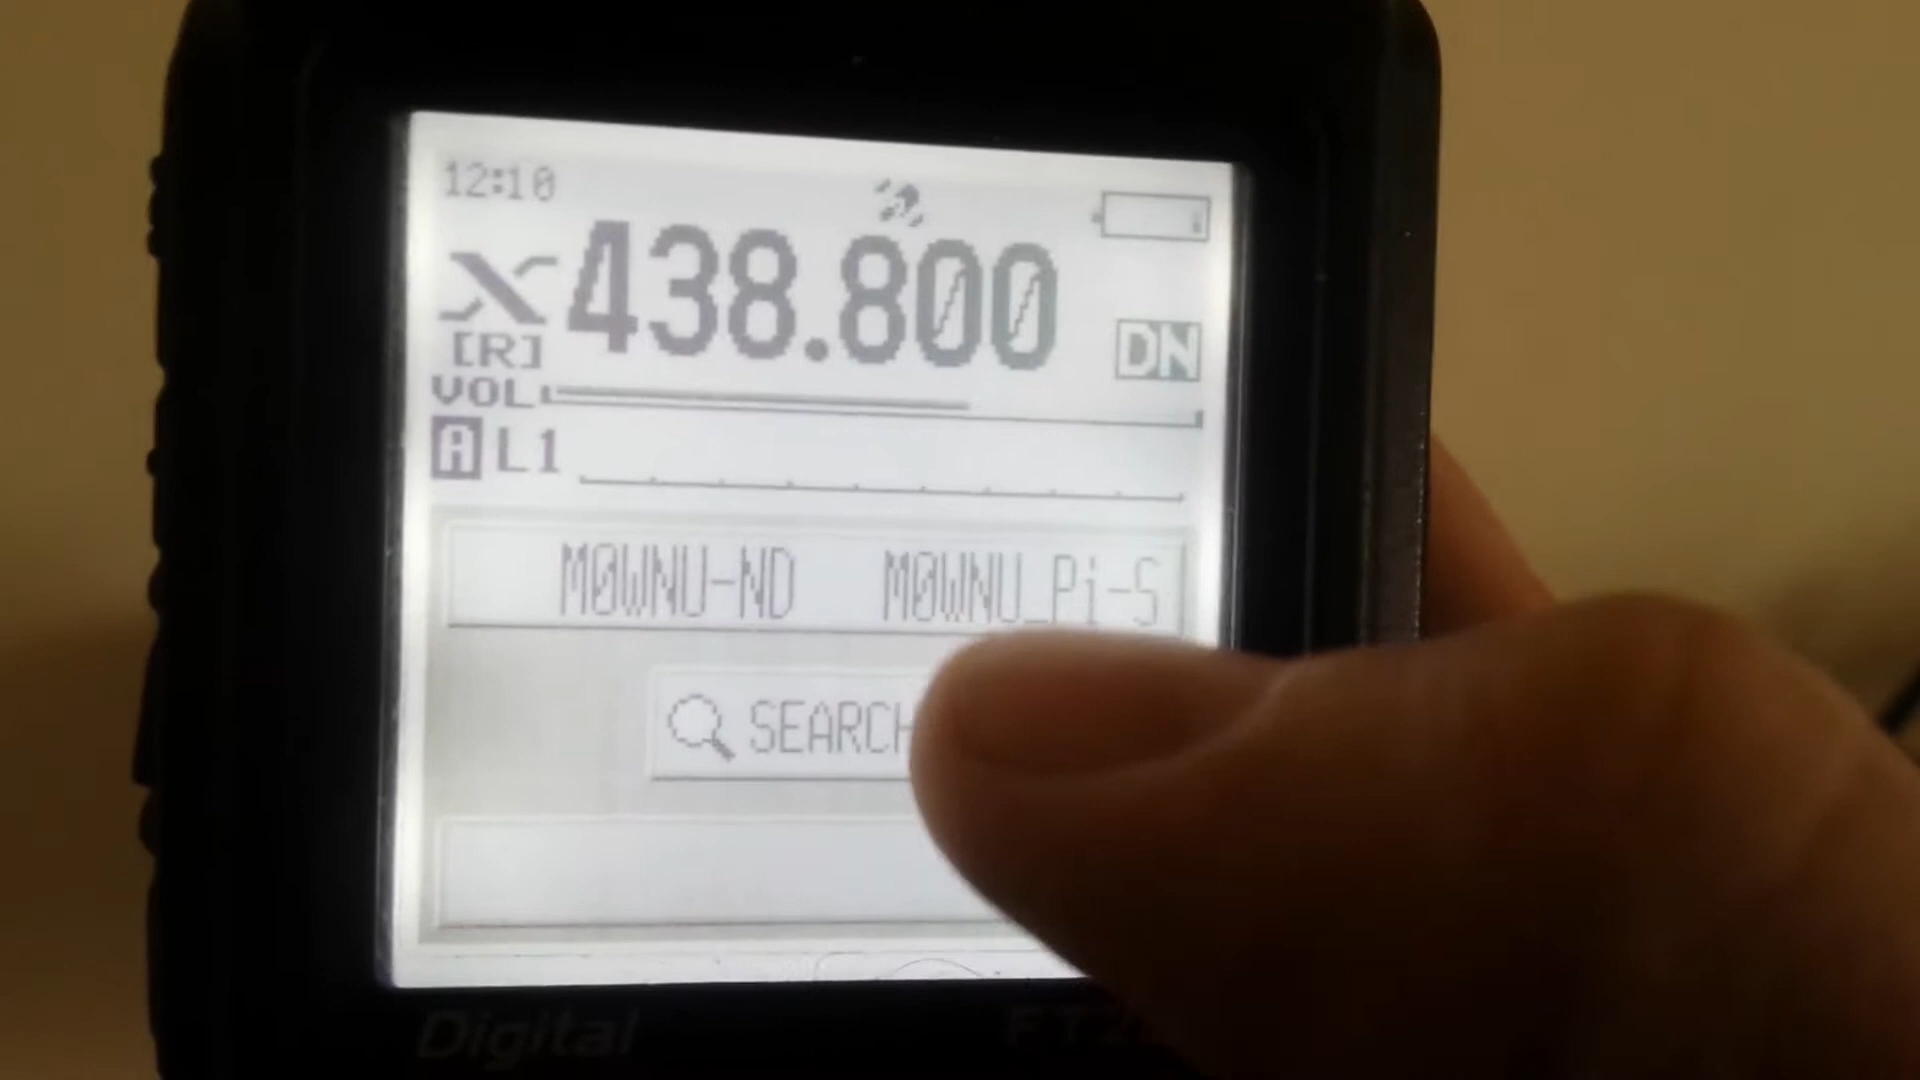 12:10
438.800
DN
[R]
VOL
A L1
M0WNU-ND M0WNU_Pi-S
SEARCH
Digital